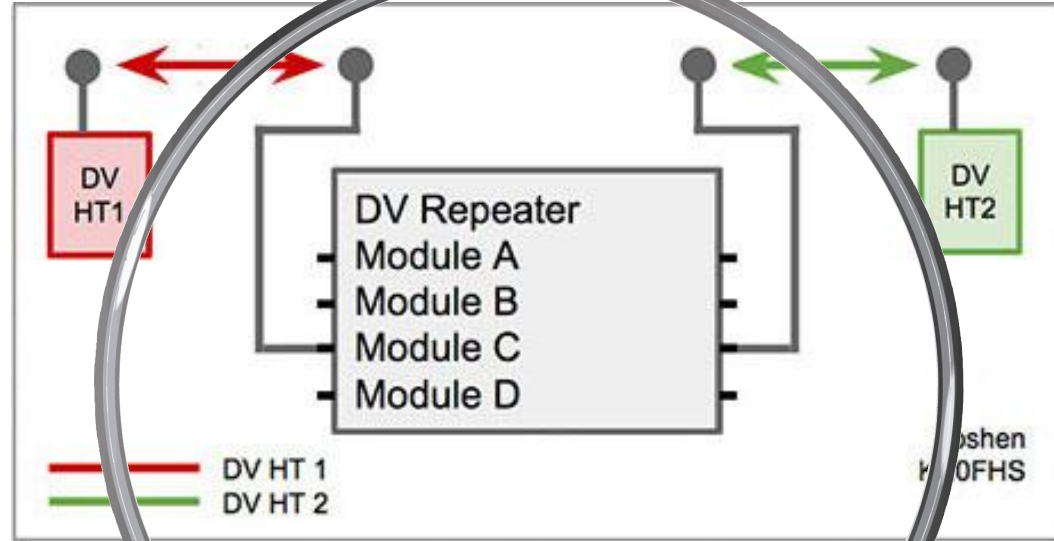 DV
HT1
DV
HT2
DV Repeater
Module A
Module B
Module C
Module D
DV HT 1
DV HT 2